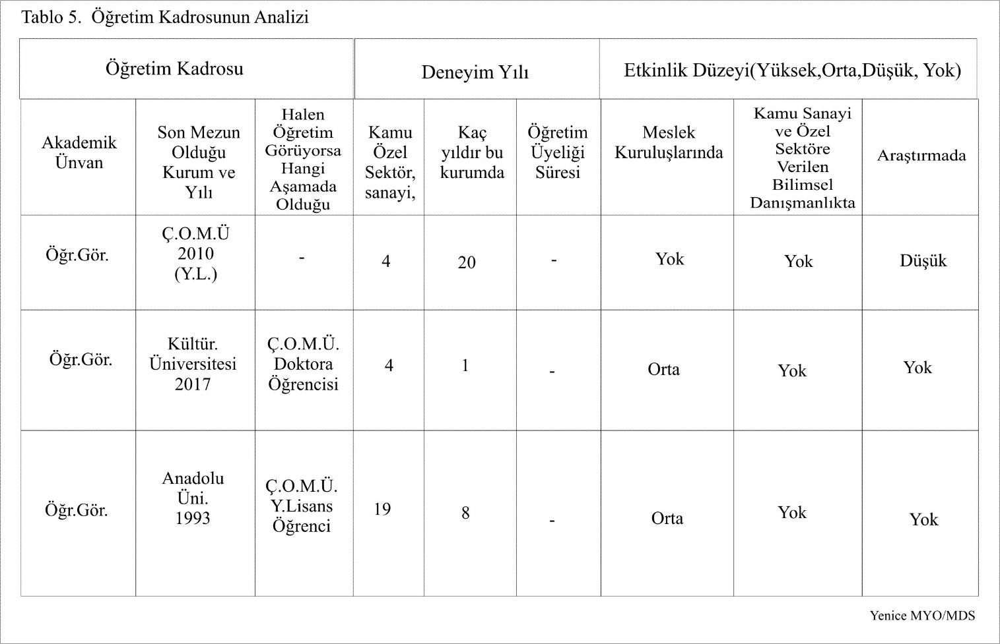 Tablo 5.  Öğretim Kadrosunun Analizi
Öğretim Kadrosu
Deneyim Yılı
Etkinlik Düzeyi(Yüksek,Orta,Düşük, Yok)
Akademik
Ünvan
Son Mezun
Olduğu
Kurum ve
Yılı
Halen
Öğretim
Görüyorsa
Hangi
Aşamada
Olduğu
Kamu
Özel
Sektör,
sanayi,
Kaç
yıldır bu
kurumda
Öğretim
Üyeliği
Süresi
Meslek
Kuruluşlarında
Kamu Sanayi
ve Özel
Sektöre
Verilen
Bilimsel
Danışmanlıkta
Araştırmada
Öğr.Gör.
Ç.O.M.Ü
2010
(Y.L.)
-
4
20
-
Yok
Yok
Düşük
Öğr.Gör.
Kültür.
Üniversitesi
2017
Ç.O.M.Ü.
Doktora
Öğrencisi
4
1
-
Orta
Yok
Yok
Öğr.Gör.
Anadolu
Üni.
1993
Ç.O.M.Ü.
Y.Lisans
Öğrenci
19
8
-
Orta
Yok
Yok
Yenice MYO/MDS